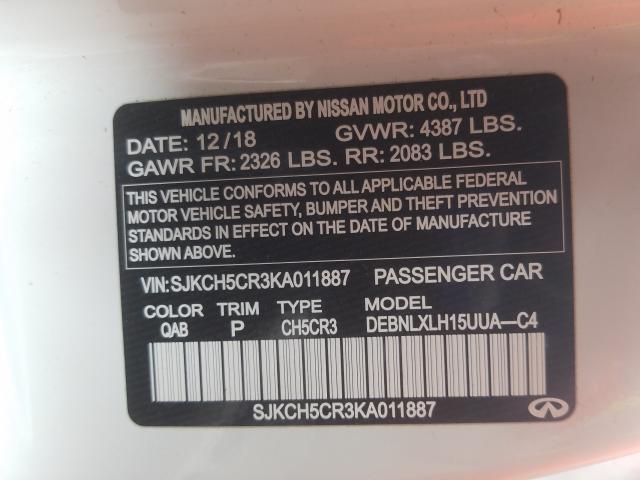 MANUFACTURED BY NISSAN MOTOR CO., LTD
DATE: 12/18 GVWR: 4387 LBS.
GAWR FR: 2326 LBS. RR: 2083 LBS.
THIS VEHICLE CONFORMS TO ALL APPLICABLE FEDERAL
MOTOR VEHICLE SAFETY, BUMPER AND THEFT PREVENTION
STANDARDS IN EFFECT ON THE DATE OF MANUFACTURE
SHOWN ABOVE.
VIN:SJKCH5CR3KA011887 PASSENGER CAR
COLOR TRIM TYPE MODEL
QAB P CH5CR3 DEBNLXLH15UUA—C4
SJKCH5CR3KA011887